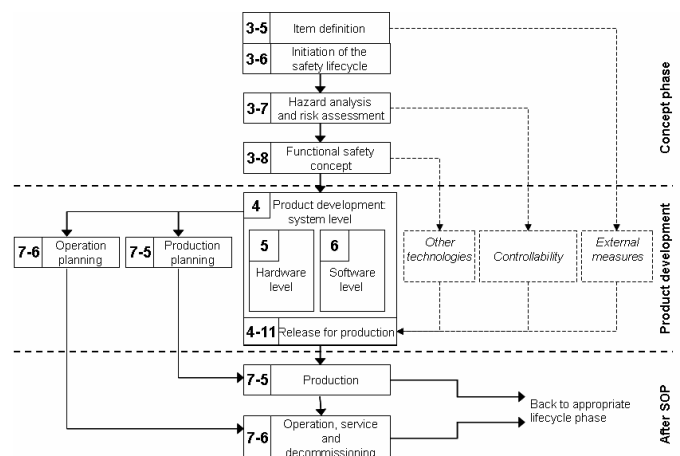 3-5 Item definition
3-6 Initiation of the
safety lifecycle
3-7 Hazard analysis
and risk assessment
3-8 Functional safety
concept
Concept phase
4 Product development:
system level
5
Hardware
level
6
Software
level
7-6 Operation
planning
7-5 Production
planning
Other
technologies
Controllability
External
measures
4-11 Release for production
Product development
7-5 Production
7-6 Operation, service
and
decommissioning
Back to appropriate
lifecycle phase
After SOP